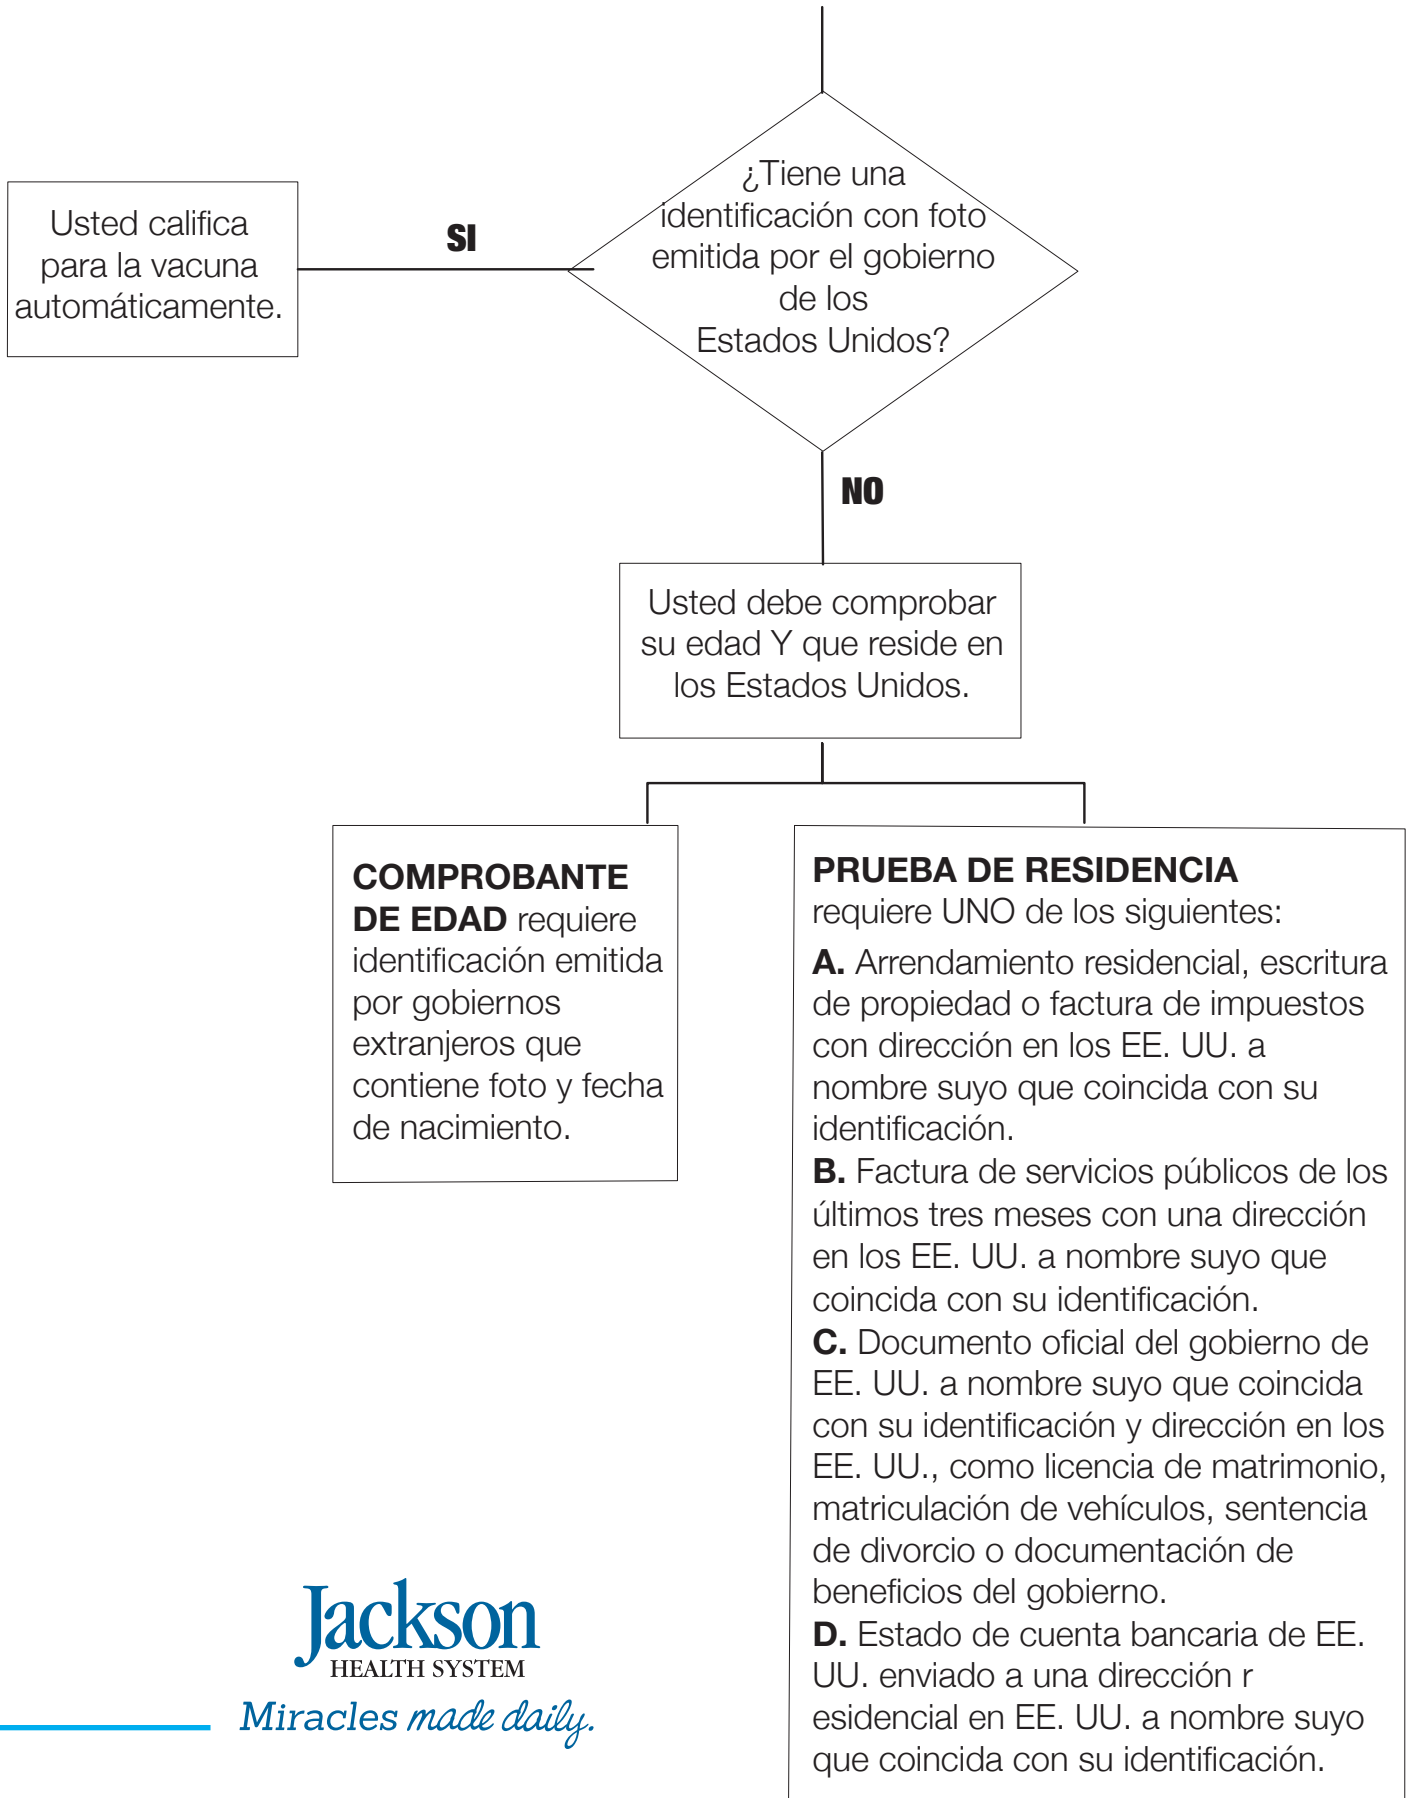 ¿Tiene una
identificación con foto
emitida por el gobierno
de los
Estados Unidos?
SI
Usted califica
para la vacuna
automáticamente.
NO
Usted debe comprobar
su edad Y que reside en
los Estados Unidos.
COMPROBANTE
DE EDAD requiere
identificación emitida
por gobiernos
extranjeros que
contiene foto y fecha
de nacimiento.
PRUEBA DE RESIDENCIA
requiere UNO de los siguientes:
A. Arrendamiento residencial, escritura
de propiedad o factura de impuestos
con dirección en los EE. UU. a
nombre suyo que coincida con su
identificación.
B. Factura de servicios públicos de los
últimos tres meses con una dirección
en los EE. UU. a nombre suyo que
coincida con su identificación.
C. Documento oficial del gobierno de
EE. UU. a nombre suyo que coincida
con su identificación y dirección en los
EE. UU., como licencia de matrimonio,
matriculación de vehículos, sentencia
de divorcio o documentación de
beneficios del gobierno.
D. Estado de cuenta bancaria de EE.
UU. enviado a una dirección r
esidencial en EE. UU. a nombre suyo
que coincida con su identificación.
Jackson
HEALTH SYSTEM
Miracles made daily.